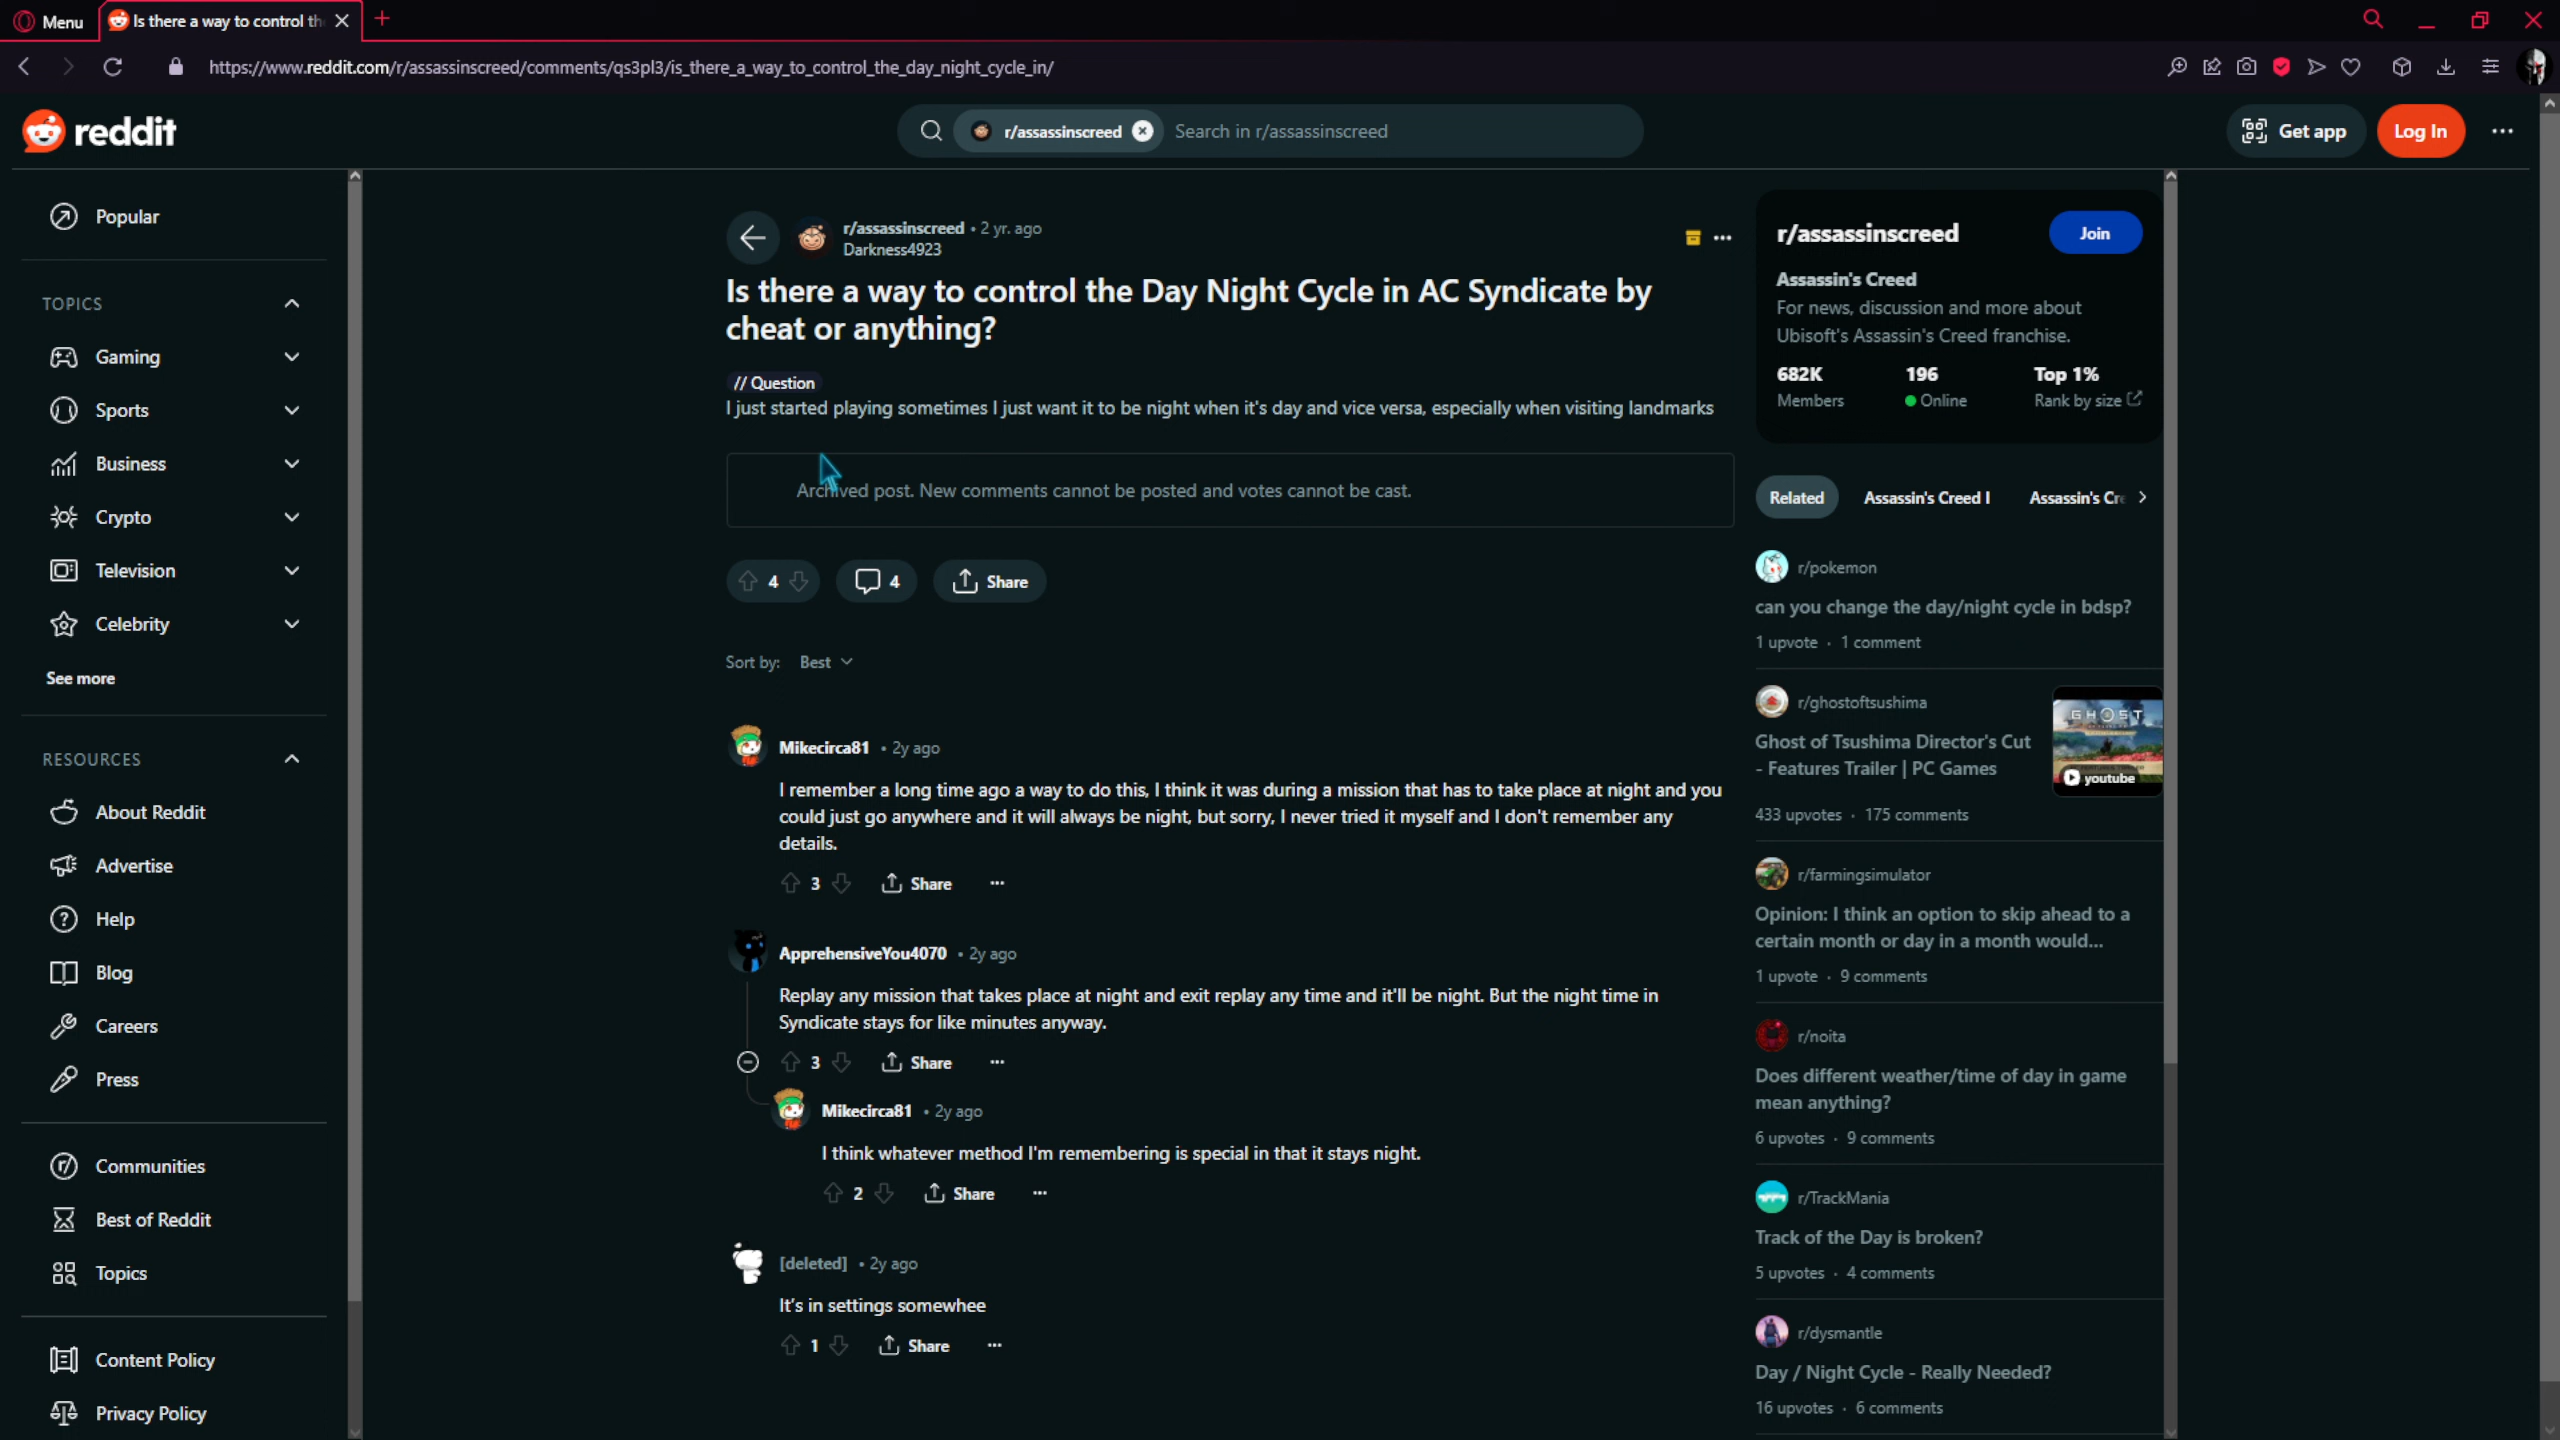 Menu
Is there a way to control th
https://www.reddit.com/r/assassinscreed/comments/qs3pl3/is_there_a_way_to_control_the_day_night_cycle_in/
reddit
r/assassinscreed
Search in r/assassinscreed
Get app
Log In
Popular
TOPICS
Gaming
Sports
Business
Crypto
Television
Celebrity
See more
RESOURCES
About Reddit
Advertise
Help
Blog
Careers
Press
Communities
Best of Reddit
Topics
Content Policy
Privacy Policy
r/assassinscreed • 2 yr. ago
Darkness4923
Is there a way to control the Day Night Cycle in AC Syndicate by
cheat or anything?
// Question
I just started playing sometimes I just want it to be night when it's day and vice versa, especially when visiting landmarks
Archived post. New comments cannot be posted and votes cannot be cast.
4
4
Share
Sort by: Best
Mikecirca81 • 2y ago
I remember a long time ago a way to do this, I think it was during a mission that has to take place at night and you
could just go anywhere and it will always be night, but sorry, I never tried it myself and I don't remember any
details.
3
Share
ApprehensiveYou4070 • 2y ago
Replay any mission that takes place at night and exit replay any time and it'll be night. But the night time in
Syndicate stays for like minutes anyway.
3
Share
Mikecirca81 • 2y ago
I think whatever method I'm remembering is special in that it stays night.
2
Share
[deleted] • 2y ago
It's in settings somewhee
1
Share
r/assassinscreed
Join
Assassin's Creed
For news, discussion and more about
Ubisoft's Assassin's Creed franchise.
682K 196 Top 1%
Members Online Rank by size
Related Assassin's Creed I Assassin's Cre
r/pokemon
can you change the day/night cycle in bdsp?
1 upvote · 1 comment
r/ghostoftsushima
Ghost of Tsushima Director's Cut
- Features Trailer | PC Games
GHOST
youtube
433 upvotes · 175 comments
r/farmingsimulator
Opinion: I think an option to skip ahead to a
certain month or day in a month would...
1 upvote · 9 comments
r/noita
Does different weather/time of day in game
mean anything?
6 upvotes · 9 comments
r/TrackMania
Track of the Day is broken?
5 upvotes · 4 comments
r/dysmantle
Day / Night Cycle - Really Needed?
16 upvotes · 6 comments